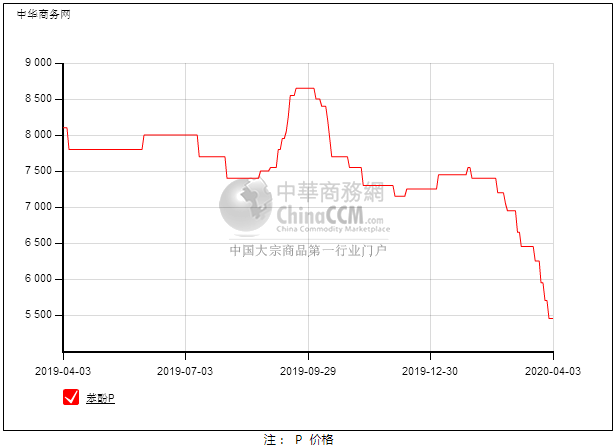 中华商务网
9 000
8 500
8 000
7 500
7 000
6 500
6 000
5 500
中華商務網
ChinaCCM.com
China Commodity Marketplace
中国大宗商品第一行业门户
2019-04-03 2019-07-03 2019-09-29 2019-12-30 2020-04-03
苯酚P
注： P 价格